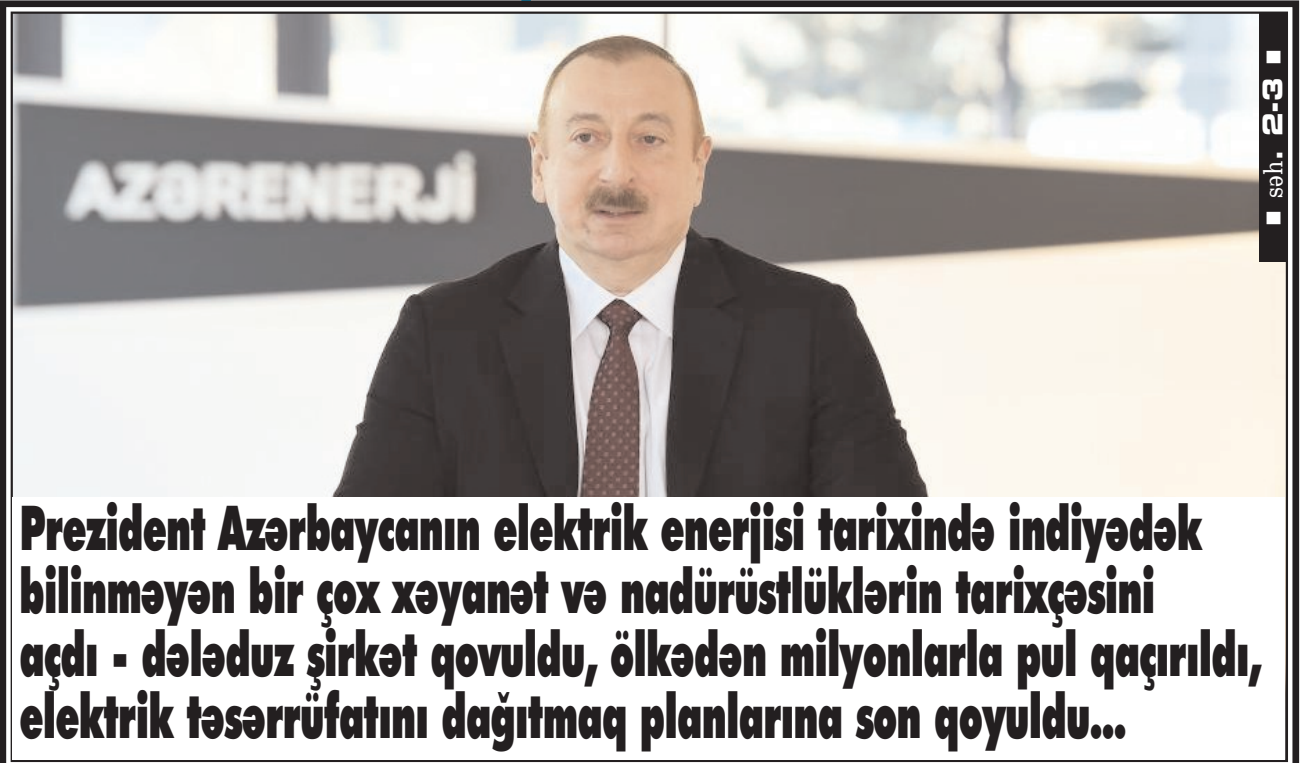 AZƏRENERJİ
səh. 2-3
Prezident Azərbaycanın elektrik enerjisi tarixində indiyədək
bilinməyən bir çox xəyanət və nadürüstlüklərin tarixçəsini
açdı - dələduz şirkət qovuldu, ölkədən milyonlarla pul qaçırıldı,
elektrik təsərrüfatını dağıtmaq planlarına son qoyuldu...